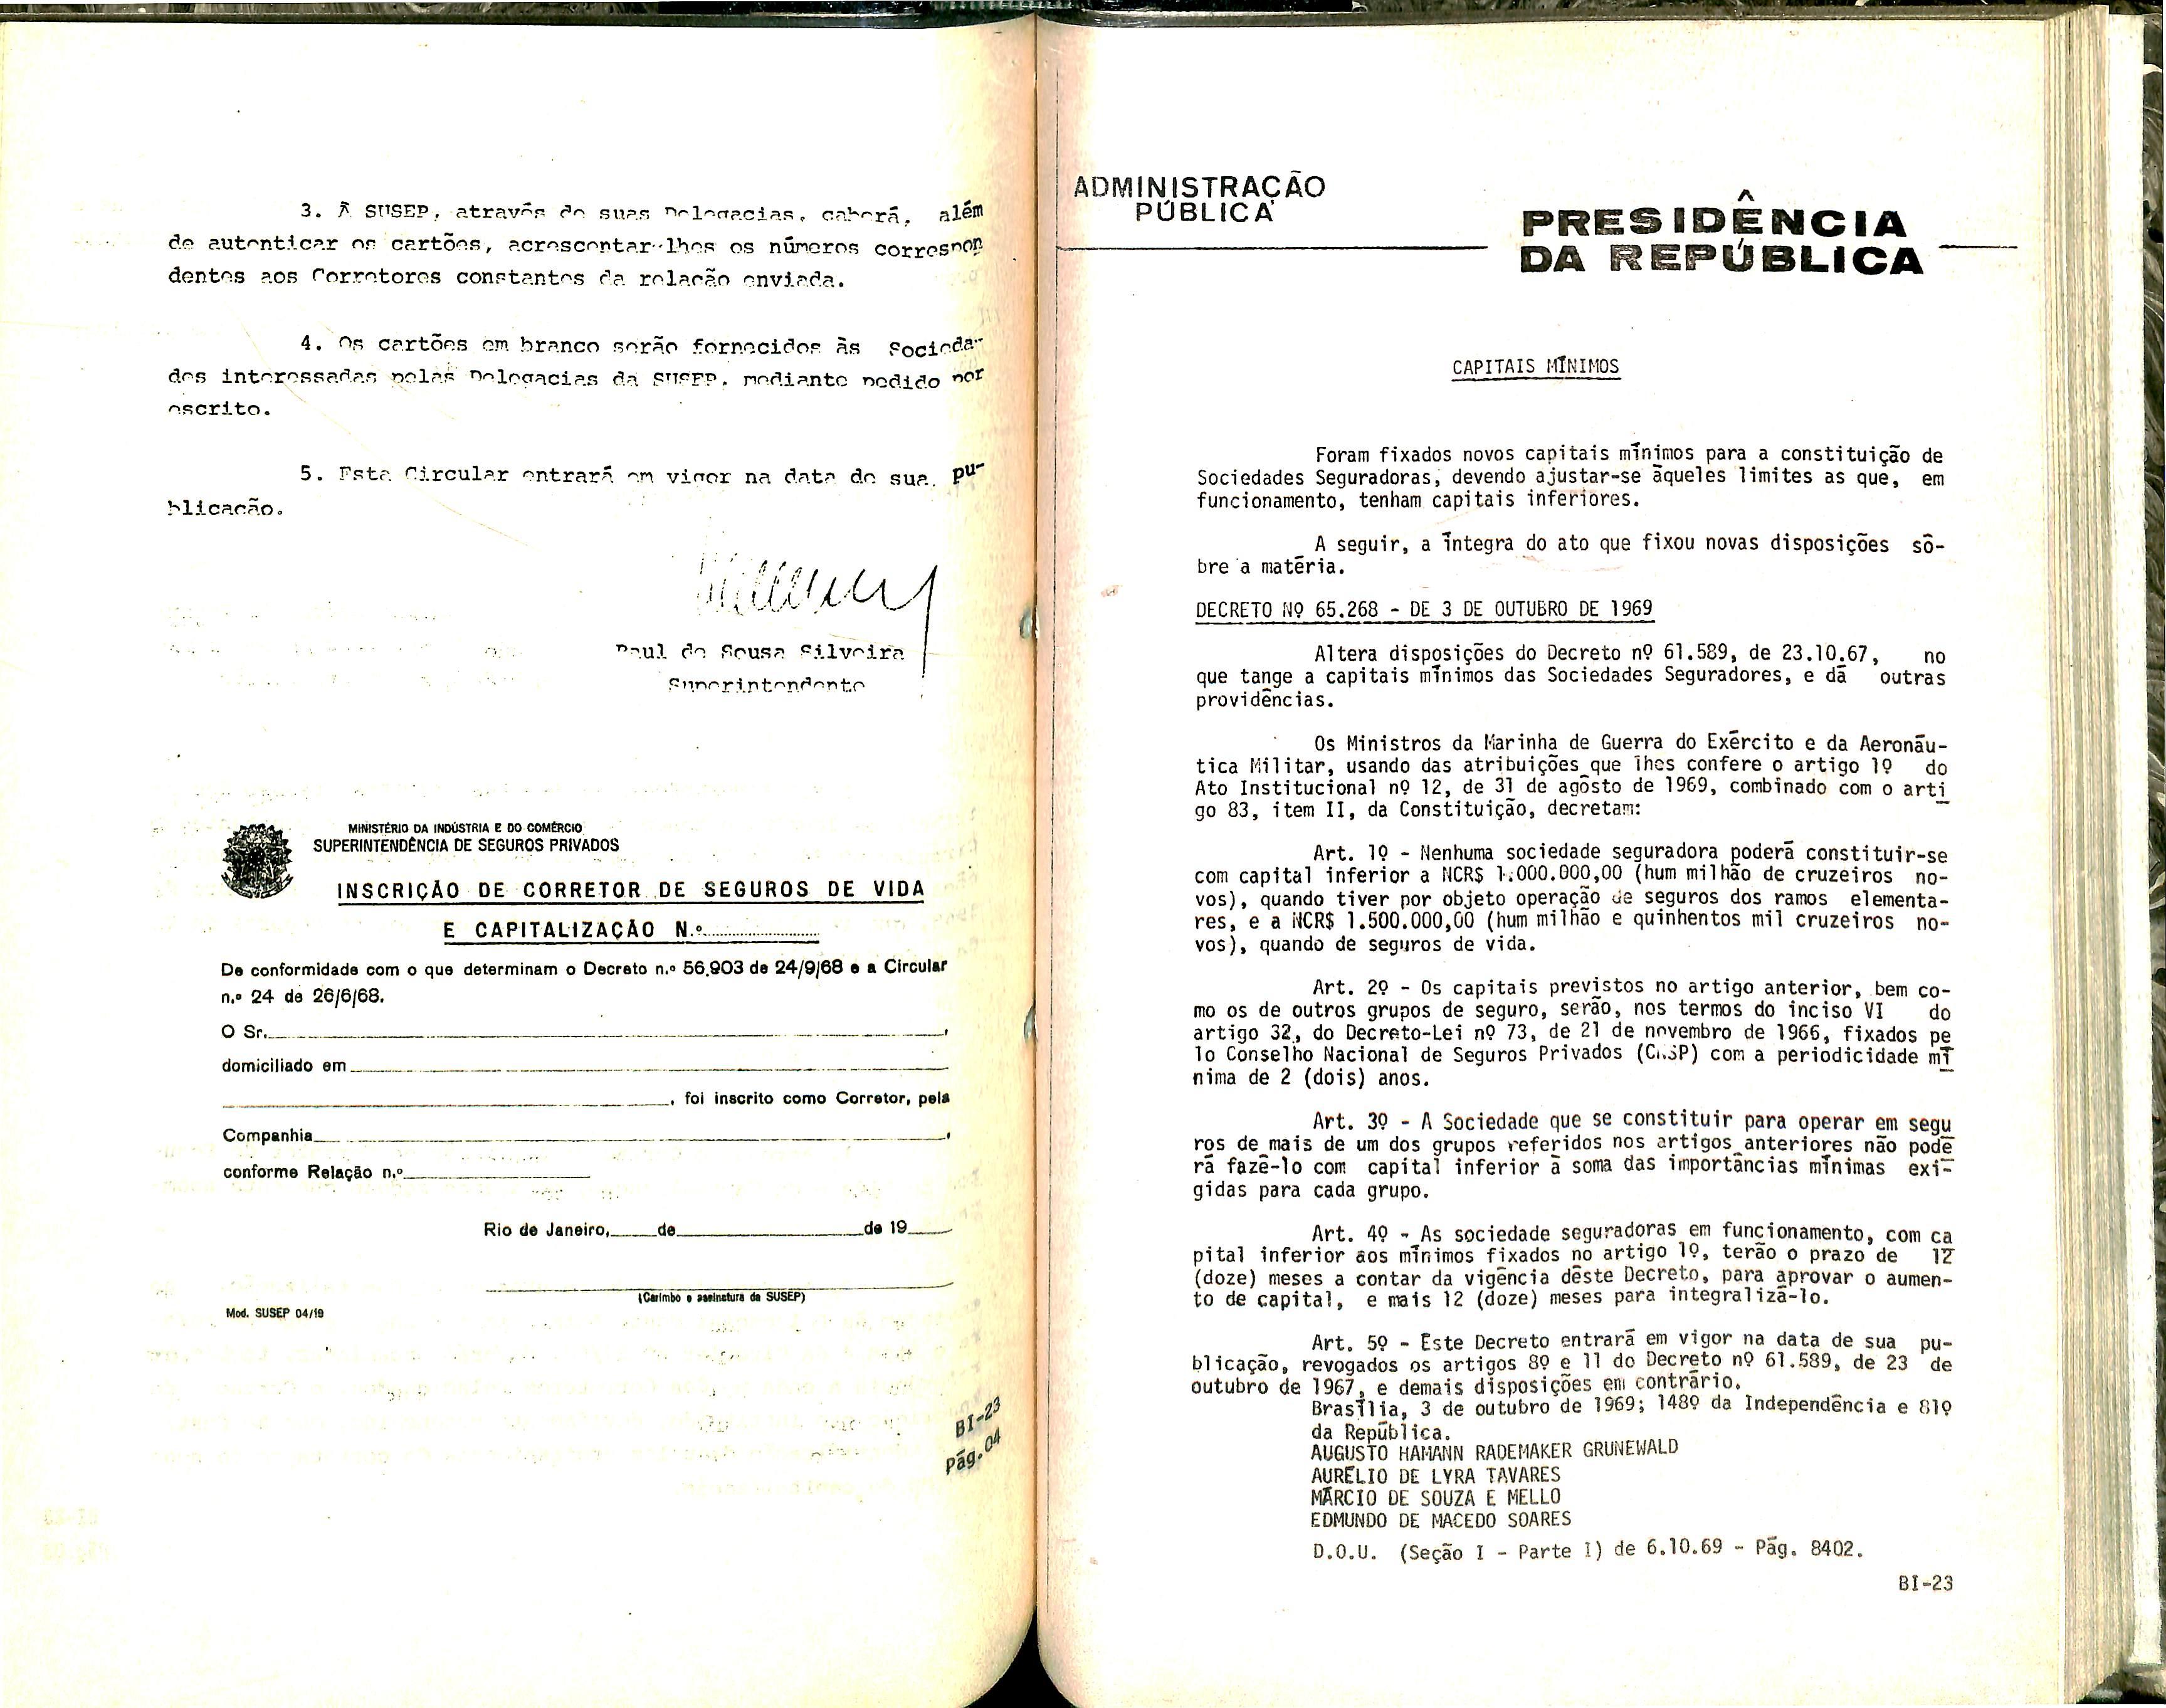 3. À SUSEP, através de suas Delegacias, caberá, além
de autenticar os cartões, acrescentar-lhes os números correspon
dentes aos Corretores constantes da relação enviada.
4. Os cartões em branco serão fornecidos às Socieda-
des interessadas pelas Delegacias da SUSEP, mediante pedido por
escrito.
5. Esta Circular entrará em vigor na data de sua pu-
blicação.
Raul de Sousa Silveira
Superintendente
MINISTÉRIO DA INDÚSTRIA E DO COMÉRCIO
SUPERINTENDÊNCIA DE SEGUROS PRIVADOS
INSCRIÇÃO DE CORRETOR DE SEGUROS DE VIDA
E CAPITALIZAÇÃO N.º
De conformidade com o que determinam o Decreto n.º 56.903 de 24/9/68 e a Circular
n.º 24 de 26/6/68.
O Sr.,
domiciliado em
, foi inscrito como Corretor, pela
Companhia,
conforme Relação n.º
Rio de Janeiro, de de 19
(Carimbo e assinatura da SUSEP)
Mod. SUSEP 04/19
BI-23
Pág.04
ADMINISTRAÇÃO
PÚBLICA
PRESIDÊNCIA
DA REPÚBLICA
CAPITAIS MÍNIMOS
Foram fixados novos capitais mínimos para a constituição de
Sociedades Seguradoras, devendo ajustar-se àqueles limites as que, em
funcionamento, tenham capitais inferiores.
A seguir, a íntegra do ato que fixou novas disposições sô-
bre a matéria.
DECRETO Nº 65.268 - DE 3 DE OUTUBRO DE 1969
Altera disposições do Decreto nº 61.589, de 23.10.67, no
que tange a capitais mínimos das Sociedades Seguradores, e dá outras
providências.
Os Ministros da Marinha de Guerra do Exército e da Aeronáu-
tica Militar, usando das atribuições que lhes confere o artigo 1º do
Ato Institucional nº 12, de 31 de agôsto de 1969, combinado com o arti
go 83, item II, da Constituição, decretam:
Art. 1º - Nenhuma sociedade seguradora poderá constituir-se
com capital inferior a NCR$ 1.000.000,00 (hum milhão de cruzeiros no-
vos), quando tiver por objeto operação de seguros dos ramos elementa-
res, e a NCR$ 1.500.000,00 (hum milhão e quinhentos mil cruzeiros no-
vos), quando de seguros de vida.
Art. 2º - Os capitais previstos no artigo anterior, bem co-
mo os de outros grupos de seguro, serão, nos termos do inciso VI do
artigo 32, do Decreto-Lei nº 73, de 21 de novembro de 1966, fixados pe
lo Conselho Nacional de Seguros Privados (CNSP) com a periodicidade mí
nima de 2 (dois) anos.
Art. 3º - A Sociedade que se constituir para operar em segu
ros de mais de um dos grupos referidos nos artigos anteriores não pode
rá fazê-lo com capital inferior à soma das importâncias mínimas exi-
gidas para cada grupo.
Art. 4º - As sociedade seguradoras em funcionamento, com ca
pital inferior aos mínimos fixados no artigo 1º, terão o prazo de 12
(doze) meses a contar da vigência dêste Decreto, para aprovar o aumen-
to de capital, e mais 12 (doze) meses para integralizá-lo.
Art. 5º - Este Decreto entrará em vigor na data de sua pu-
blicação, revogados os artigos 8º e 11 do Decreto nº 61.589, de 23 de
outubro de 1967, e demais disposições em contrário.
Brasília, 3 de outubro de 1969; 148º da Independência e 81º
da República.
AUGUSTO HAMANN RADEMAKER GRUNEWALD
AURÉLIO DE LYRA TAVARES
MÁRCIO DE SOUZA E MELLO
EDMUNDO DE MACEDO SOARES
D.O.U. (Seção I - Parte I) de 6.10.69 - Pág. 8402.
BI-23